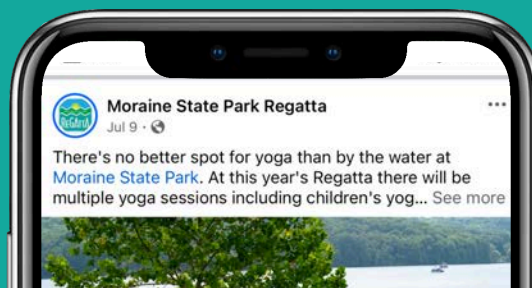 REGATTA
Moraine State Park Regatta
Jul 9 ·
There's no better spot for yoga than by the water at
Moraine State Park. At this year's Regatta there will be
multiple yoga sessions including children's yog... See more